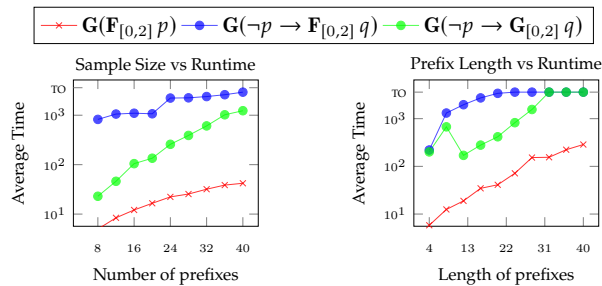 G(F[0,2] p) G(¬p → F[0,2] q) G(¬p → G[0,2] q)
Sample Size vs Runtime
Average Time
TO
10³
10²
10¹
8 16 24 32 40
Number of prefixes
Prefix Length vs Runtime
Average Time
TO
10³
10²
10¹
4 13 22 31 40
Length of prefixes